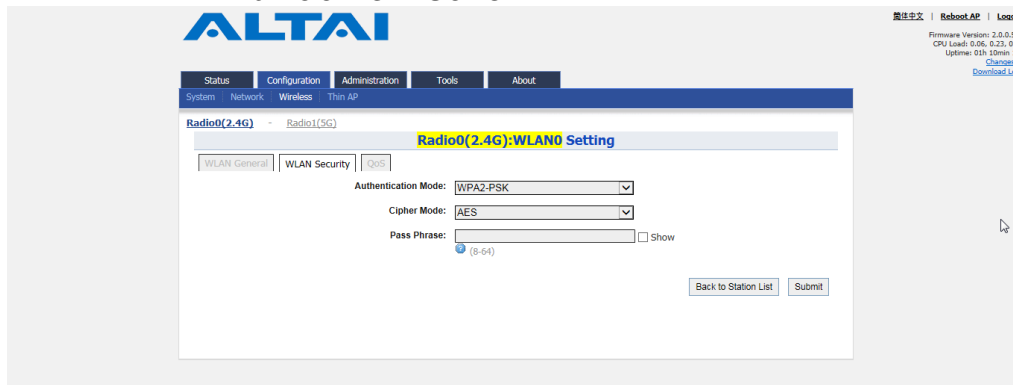 ALTAI
簡体中文 | Reboot AP |
Firmware Version: 2.0.0.
CPU Load: 0.06, 0.23, 0
Uptime: 01h 10min
Download
Status Configuration Administration Tools About
System Network Wireless Thin AP
Radio0(2.4G) - Radio1(5G)
Radio0(2.4G):WLAN0 Setting
WLAN General WLAN Security QoS
Authentication Mode: WPA2-PSK
Cipher Mode: AES
Pass Phrase: Show
(8-64)
Back to Station List Submit